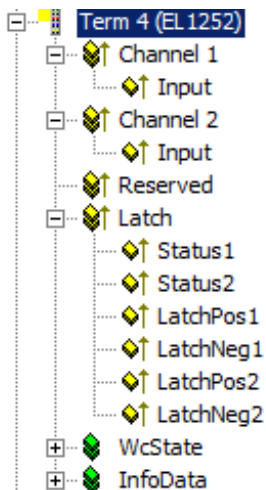 Term 4 (EL1252)
Channel 1
Input
Channel 2
Input
Reserved
Latch
Status1
Status2
LatchPos1
LatchNeg1
LatchPos2
LatchNeg2
WcState
InfoData